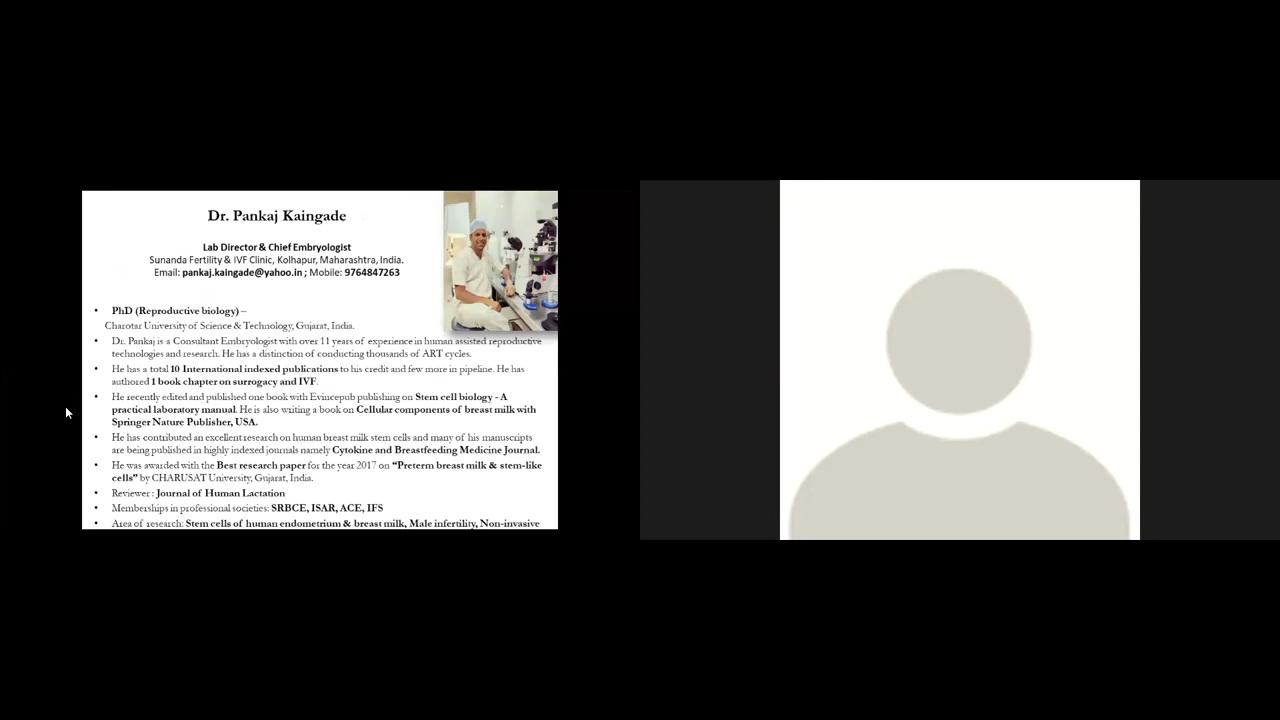 Dr. Pankaj Kaingade
Lab Director & Chief Embryologist
Sunanda Fertility & IVF Clinic, Kolhapur, Maharashtra, India.
Email: pankaj.kaingade@yahoo.in ; Mobile: 9764847263
• PhD (Reproductive biology) –
Charotar University of Science & Technology, Gujarat, India.
• Dr. Pankaj is a Consultant Embryologist with over 11 years of experience in human assisted reproductive
technologies and research. He has a distinction of conducting thousands of ART cycles.
• He has a total 10 International indexed publications to his credit and few more in pipeline. He has
authored 1 book chapter on surrogacy and IVF.
• He recently edited and published one book with Evincepub publishing on Stem cell biology - A
practical laboratory manual. He is also writing a book on Cellular components of breast milk with
Springer Nature Publisher, USA.
• He has contributed an excellent research on human breast milk stem cells and many of his manuscripts
are being published in highly indexed journals namely Cytokine and Breastfeeding Medicine Journal.
• He was awarded with the Best research paper for the year 2017 on “Preterm breast milk & stem-like
cells” by CHARUSAT University, Gujarat, India.
• Reviewer : Journal of Human Lactation
• Memberships in professional societies: SRBCE, ISAR, ACE, IFS
• Area of research: Stem cells of human endometrium & breast milk, Male infertility, Non-invasive